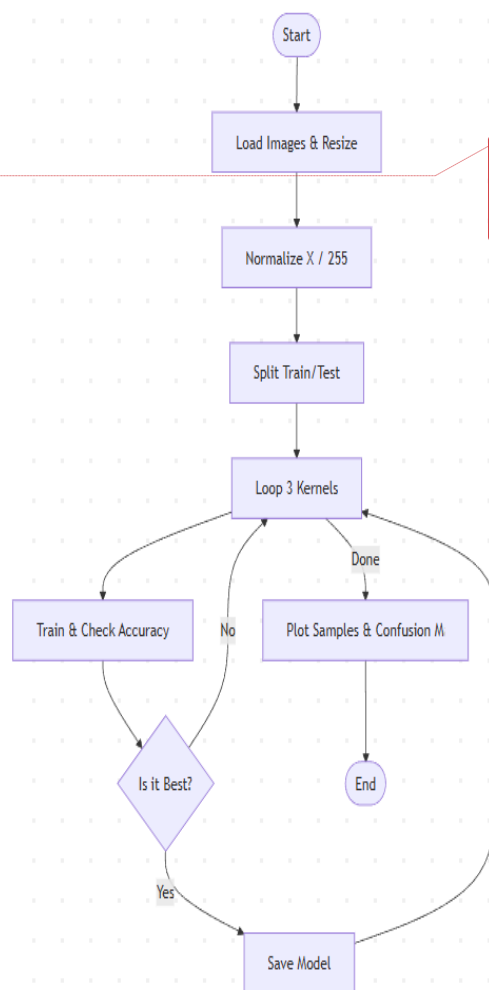 Start
Load Images & Resize
Normalize X / 255
Split Train/Test
Loop 3 Kernels
Done
Train & Check Accuracy
No
Plot Samples & Confusion M
Is it Best?
End
Yes
Save Model